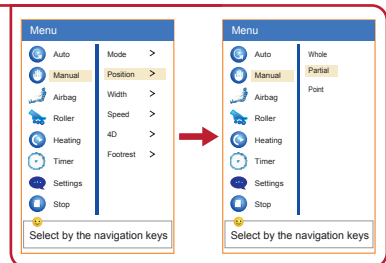 Menu
Auto
Manual
Airbag
Roller
Heating
Timer
Settings
Stop
Mode >
Position >
Width >
Speed >
4D >
Footrest >
Select by the navigation keys
Menu
Auto
Manual
Airbag
Roller
Heating
Timer
Settings
Stop
Whole
Partial
Point
Select by the navigation keys